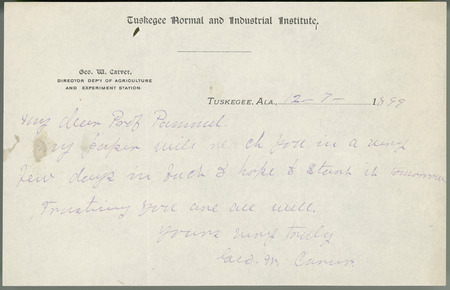 Tuskegee Normal and Industrial Institute.
Geo. W. Carver,
DIRECTOR DEP'T OF AGRICULTURE
AND EXPERIMENT STATION.
TUSKEGEE, ALA., 12-7- 1899
My dear Prof Pammel.
My paper will reach you in a very
few days in fact I hope to start it tomorrow
Trusting you are all well.
Yours very truly
Geo. W. Carver.